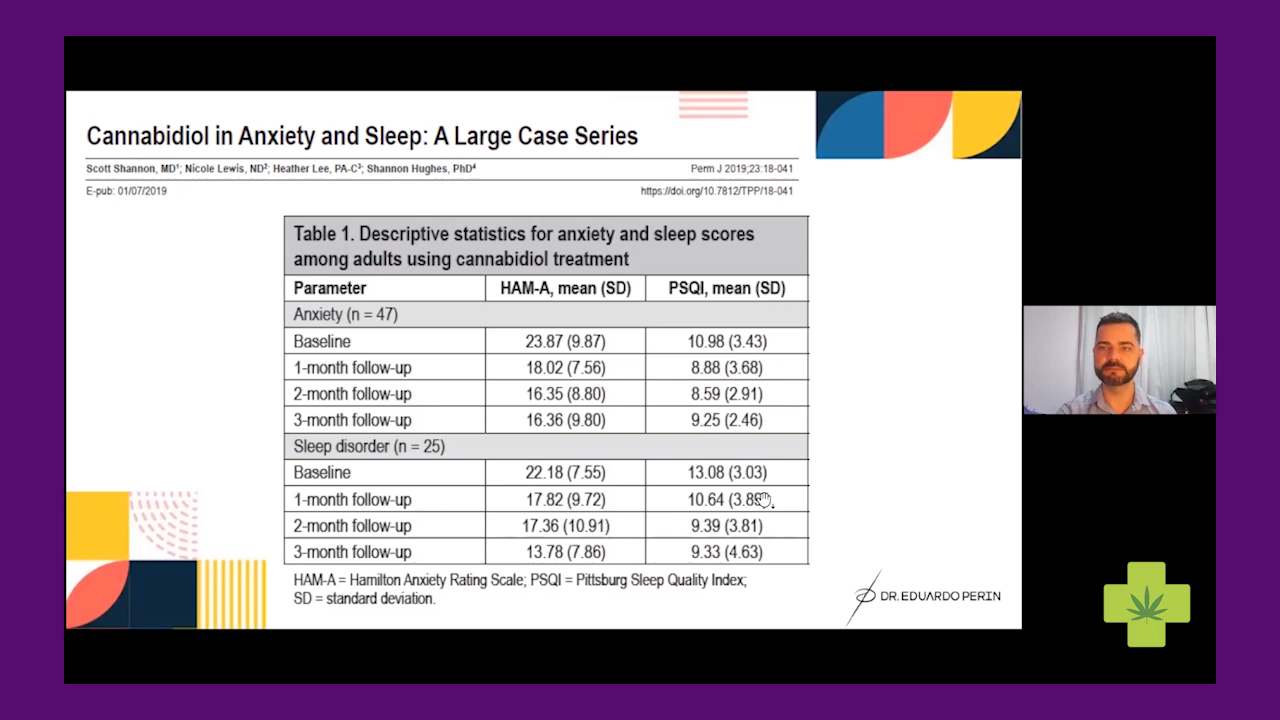 Cannabidiol in Anxiety and Sleep: A Large Case Series
Scott Shannon, MD1; Nicole Lewis, ND2; Heather Lee, PA-C3; Shannon Hughes, PhD4 Perm J 2019;23:18-041
E-pub: 01/07/2019 https://doi.org/10.7812/TPP/18-041
Table 1. Descriptive statistics for anxiety and sleep scores
among adults using cannabidiol treatment
Parameter HAM-A, mean (SD) PSQI, mean (SD)
Anxiety (n = 47)
Baseline 23.87 (9.87) 10.98 (3.43)
1-month follow-up 18.02 (7.56) 8.88 (3.68)
2-month follow-up 16.35 (8.80) 8.59 (2.91)
3-month follow-up 16.36 (9.80) 9.25 (2.46)
Sleep disorder (n = 25)
Baseline 22.18 (7.55) 13.08 (3.03)
1-month follow-up 17.82 (9.72) 10.64
2-month follow-up 17.36 (10.91) 9.39 (3.81)
3-month follow-up 13.78 (7.86) 9.33 (4.63)
HAM-A = Hamilton Anxiety Rating Scale; PSQI = Pittsburg Sleep Quality Index;
SD = standard deviation.
DR. EDUARDO PERIN